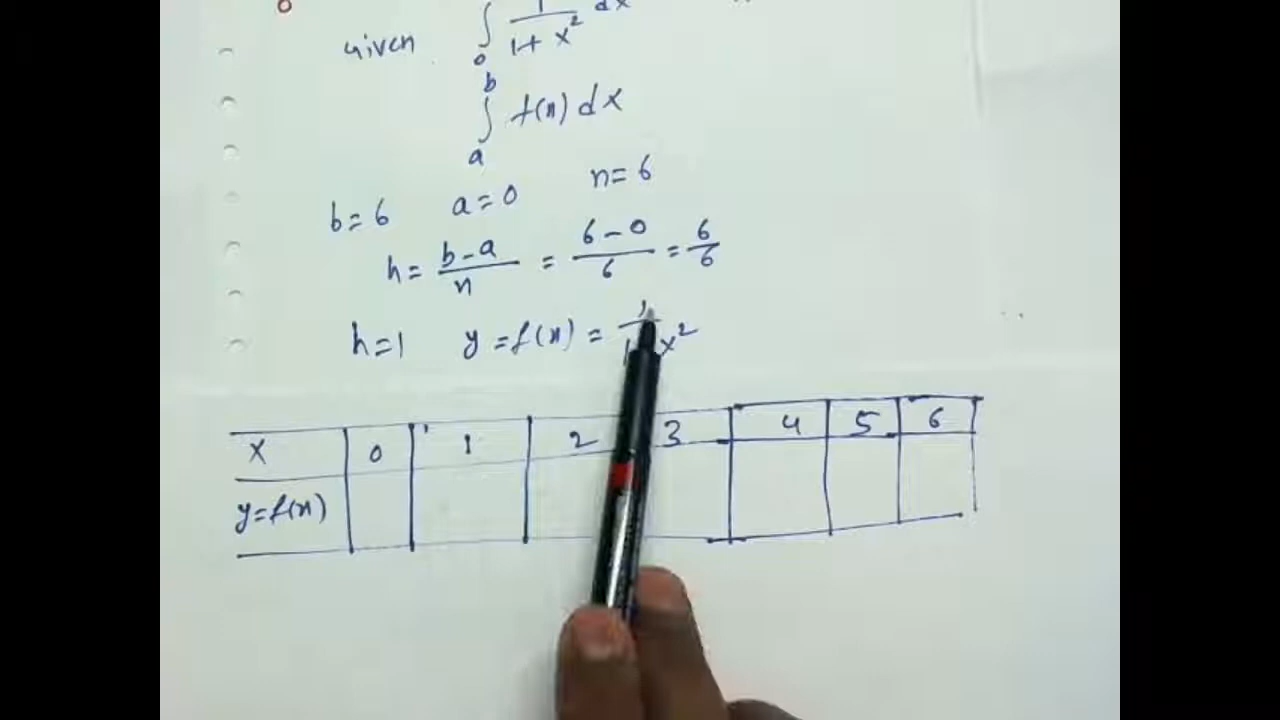 0
Given ∫ 0 1/1+x² dx
∫ a b f(x) dx
b=6 a=0 n=6
h= b-a/n = 6-0/6 = 6/6
h=1 y=f(x)= 1/1 x²
x 0 1 2 3 4 5 6
y=f(x)